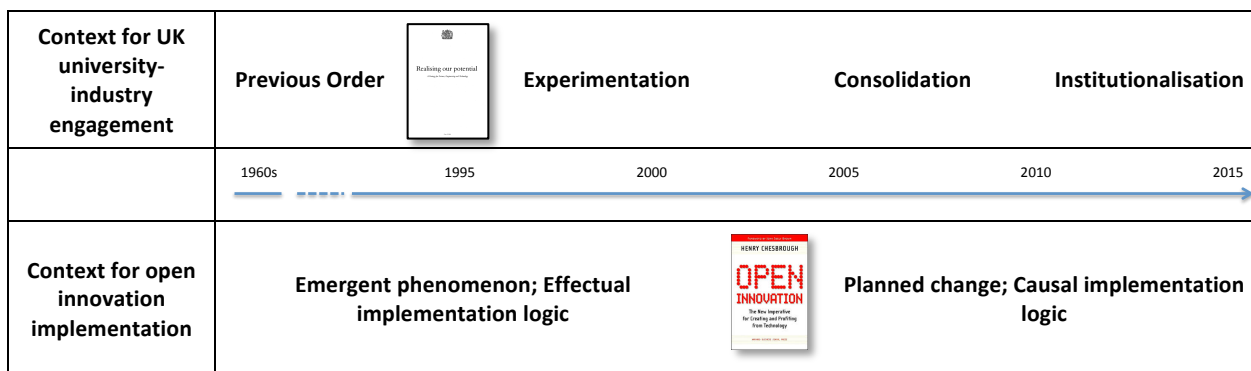 Context for UK
university-
industry
engagement
Previous Order
Realising our potential
Experimentation
Consolidation
Institutionalisation
1960s
1995
2000
2005
2010
2015
Context for open
innovation
implementation
Emergent phenomenon; Effectual
implementation logic
HENRY CHESBROUGH
OPEN
INNOVATION
The New Imperative
for Creating and Profiting
from Technology
Planned change; Causal implementation
logic